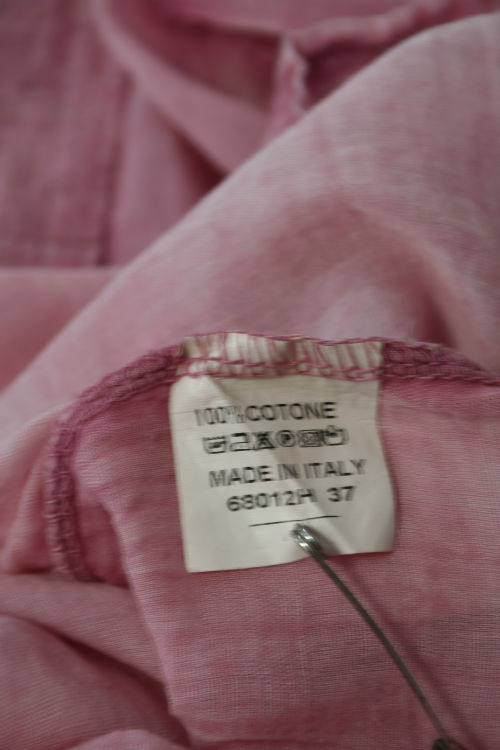 100% COTONE
MADE IN ITALY
68012H 37